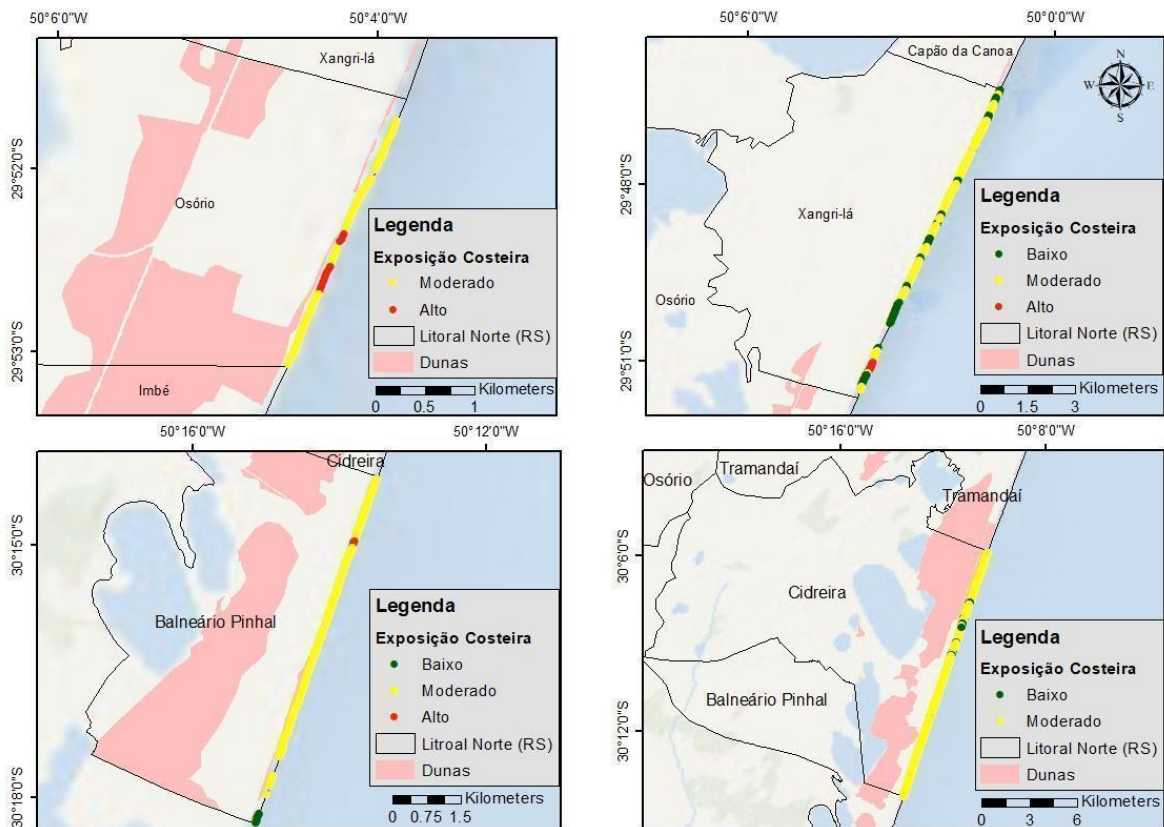 50°6'0"W
50°4'0"W
Xangri-lá
29°52'0"S
Osório
29°53'0"S
Imbé
Legenda
Exposição Costeira
Moderado
Alto
Litoral Norte (RS)
Dunas
Kilometers
0 0.5 1
50°6'0"W
50°0'0"W
Capão da Canoa
N
W E
S
29°48'0"S
Xangri-lá
Osório
29°51'0"S
Legenda
Exposição Costeira
Baixo
Moderado
Alto
Litoral Norte (RS)
Dunas
Kilometers
0 1.5 3
50°16'0"W
50°12'0"W
Cidreira
30°15'0"S
Balneário Pinhal
30°18'0"S
Legenda
Exposição Costeira
Baixo
Moderado
Alto
Litroal Norte (RS)
Dunas
Kilometers
0 0.75 1.5
50°16'0"W
50°8'0"W
Osório
Tramandaí
Tramandaí
30°6'0"S
Cidreira
Balneário Pinhal
30°12'0"S
Legenda
Exposição Costeira
Baixo
Moderado
Litoral Norte (RS)
Dunas
Kilometers
0 3 6